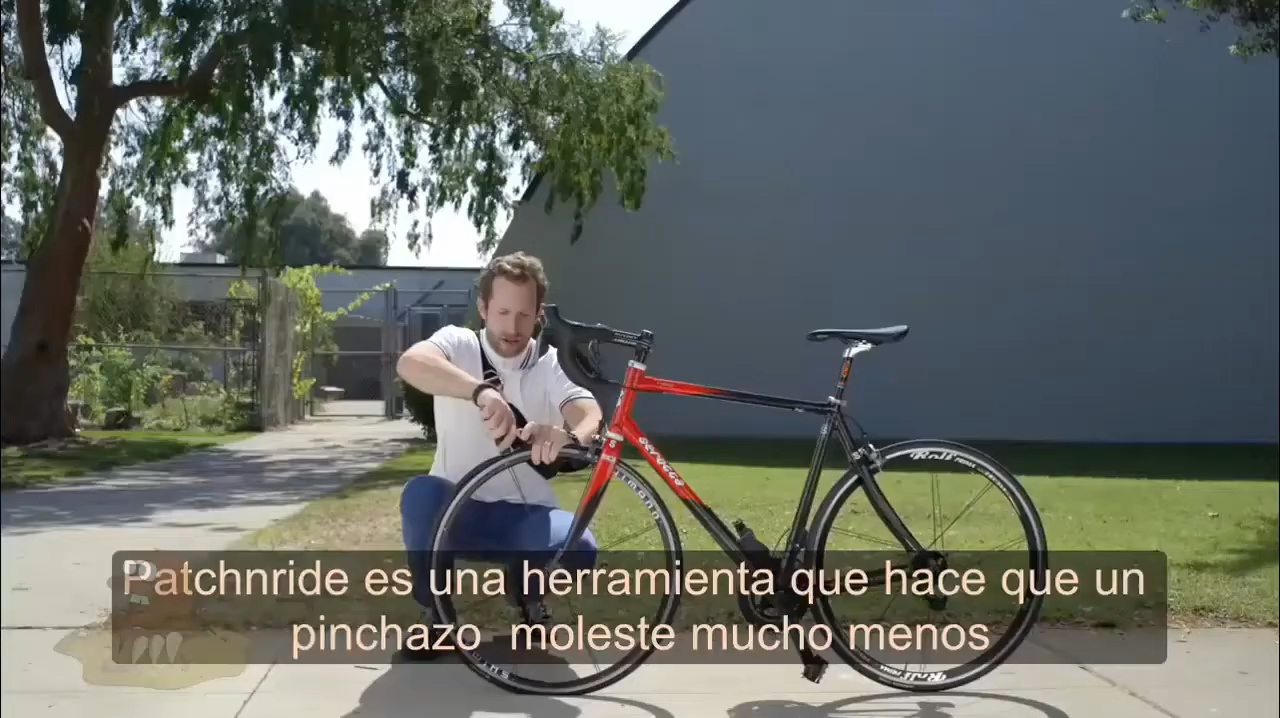 Patchnride es una herramienta que hace que un
pinchazo  moleste mucho menos